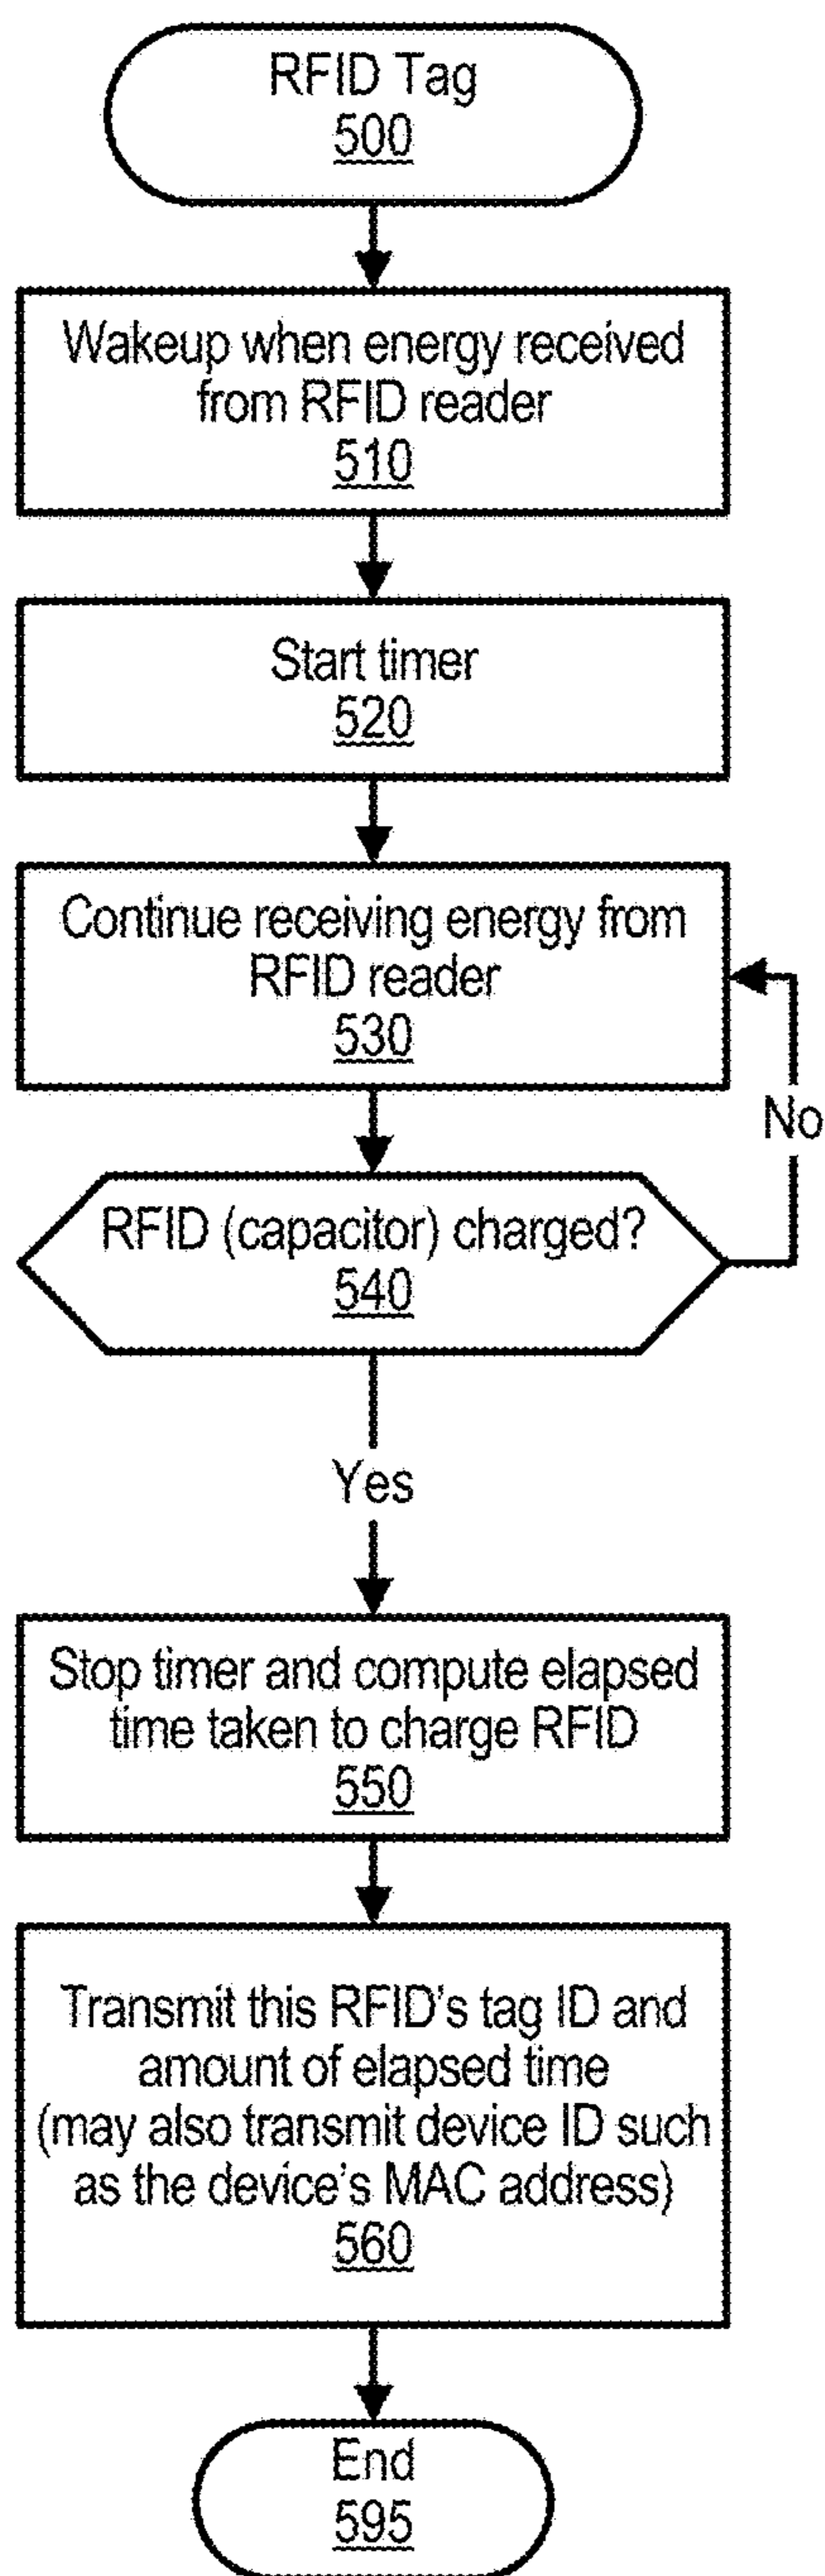 RFID Tag
500
Wakeup when energy received
from RFID reader
510
Start timer
520
Continue receiving energy from
RFID reader
530
No
RFID (capacitor) charged?
540
Yes
Stop timer and compute elapsed
time taken to charge RFID
550
Transmit this RFID's tag ID and
amount of elapsed time
(may also transmit device ID such
as the device's MAC address)
560
End
595